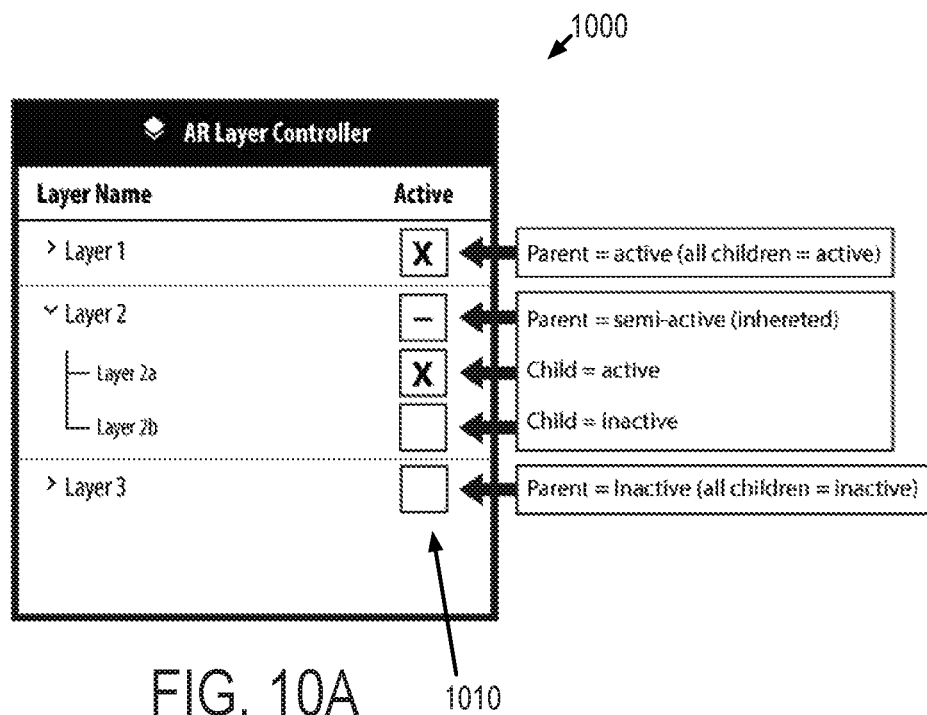 1000
AR Layer Controller
Layer Name Active
> Layer 1 X Parent = active (all children = active)
Layer 2 – Parent = semi-active (inhereted)
Layer 2a X Child = active
Layer 2b Child = inactive
> Layer 3 Parent = Inactive (all children = inactive)
FIG. 10A 1010